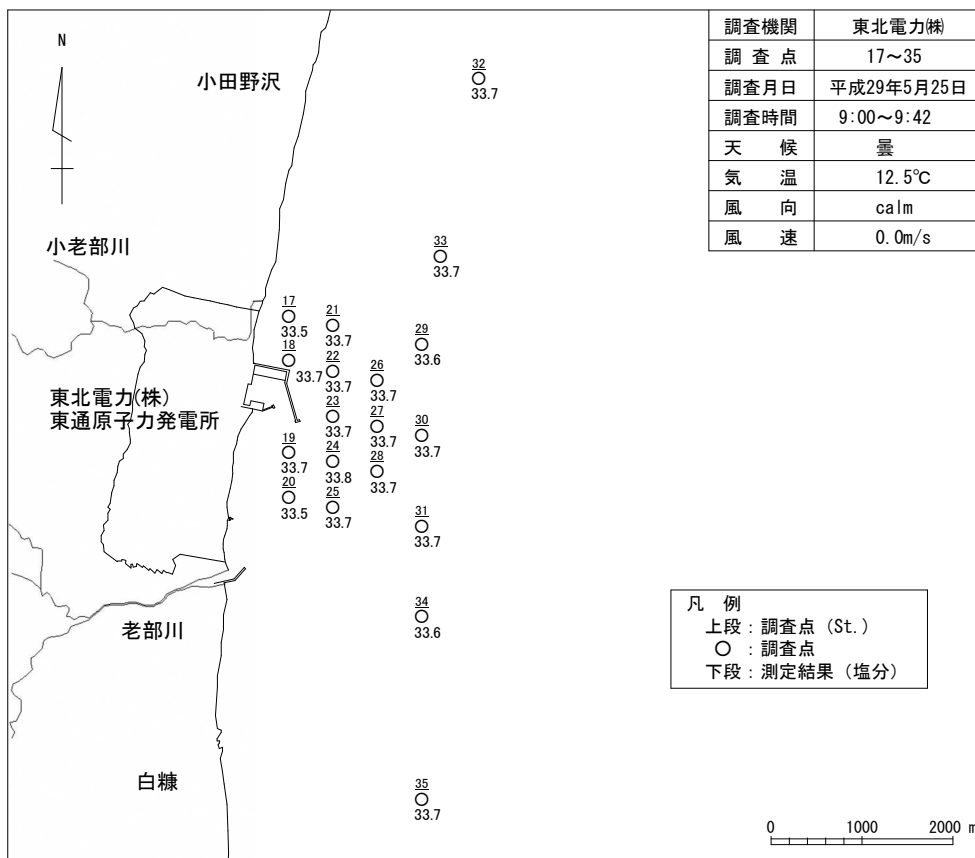 調査機関 東北電力㈱
調査点 17～35
調査月日 平成29年5月25日
調査時間 9:00～9:42
天候 曇
気温 12.5℃
風向 calm
風速 0.0m/s
N
小田野沢
32
33.7
小老部川
33
33.7
17
33.5
21
33.7
18
33.7
29
33.6
22
33.7
26
33.7
東北電力(株)
東通原子力発電所
23
33.7
27
33.7
30
33.7
19
33.7
24
33.8
28
33.7
20
33.5
25
33.7
31
33.7
34
33.6
老部川
凡例
上段：調査点（St.）
○：調査点
下段：測定結果（塩分）
白糠
35
33.7
0 1000 2000 m